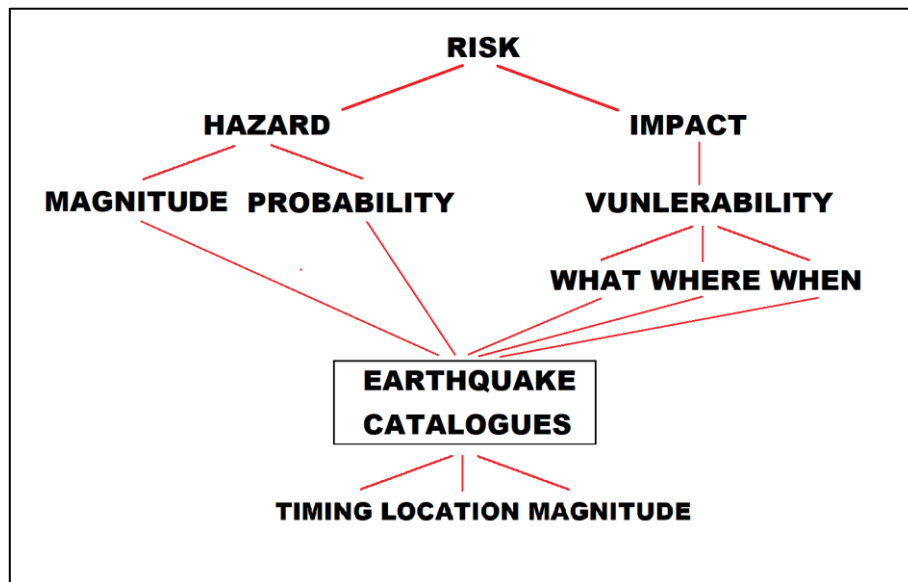 RISK
HAZARD IMPACT
MAGNITUDE PROBABILITY VUNLERABILITY
WHAT WHERE WHEN
EARTHQUAKE
CATALOGUES
TIMING LOCATION MAGNITUDE